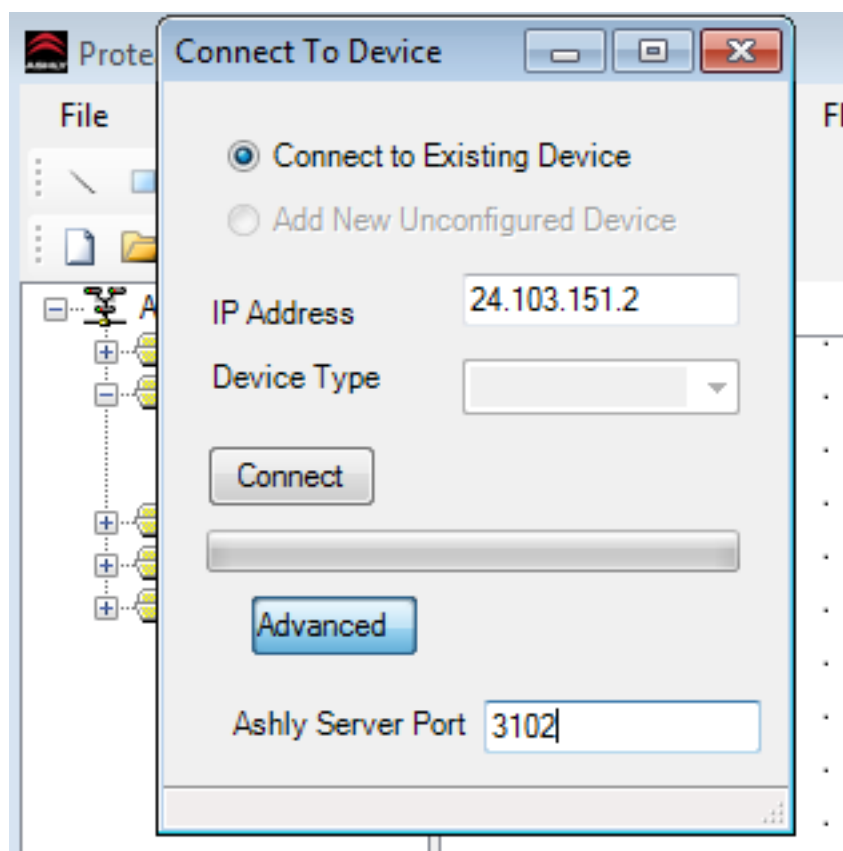 Prote
Connect To Device
File
Connect to Existing Device
Add New Unconfigured Device
IP Address
24.103.151.2
Device Type
Connect
Advanced
Ashly Server Port
3102
A
ASHLY